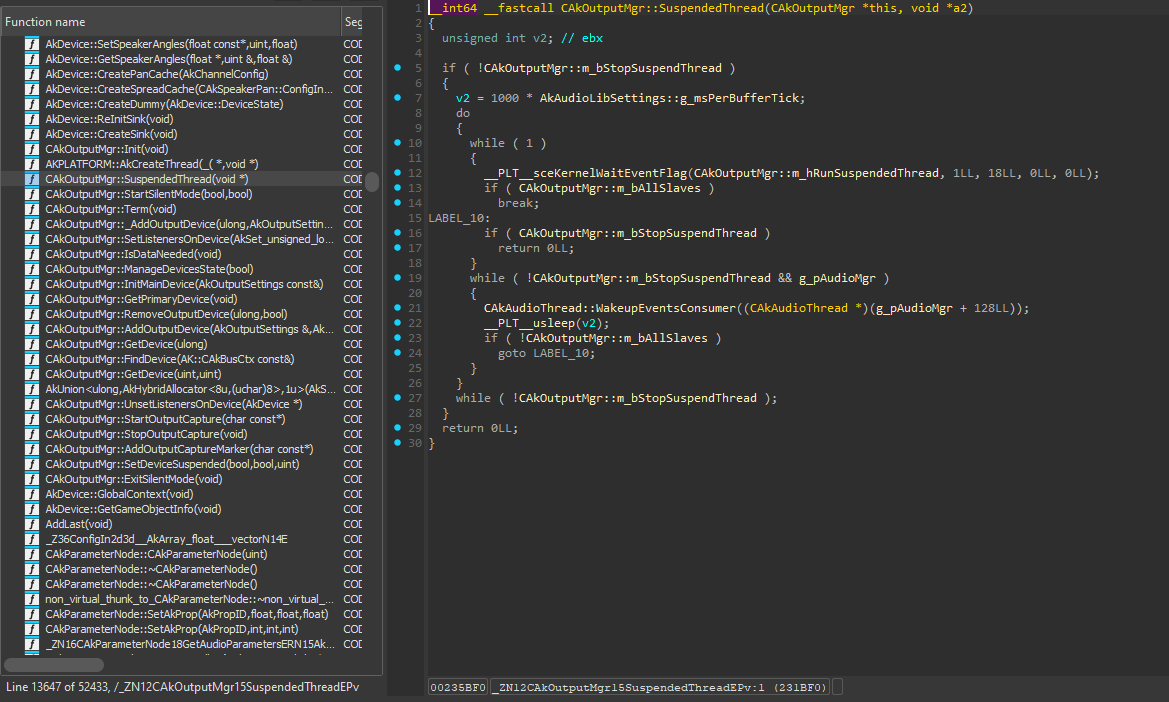 Function name Seg
AkDevice::SetSpeakerAngles(float const*,uint,float) COD
AkDevice::GetSpeakerAngles(float *,uint &,float &) COD
AkDevice::CreatePanCache(AkChannelConfig) COD
AkDevice::CreateSpreadCache(CAkSpeakerPan::ConfigIn... COD
AkDevice::CreateDummy(AkDevice::DeviceState) COD
AkDevice::ReInitSink(void) COD
AkDevice::CreateSink(void) COD
CAkOutputMgr::Init(void) COD
AKPLATFORM::AkCreateThread(_( *,void *) COD
CAkOutputMgr::SuspendedThread(void *) COD
CAkOutputMgr::StartSilentMode(bool,bool) COD
CAkOutputMgr::Term(void) COD
CAkOutputMgr::_AddOutputDevice(ulong,AkOutputSettin... COD
CAkOutputMgr::SetListenersOnDevice(AkSet_unsigned_lo... COD
CAkOutputMgr::IsDataNeeded(void) COD
CAkOutputMgr::ManageDevicesState(bool) COD
CAkOutputMgr::InitMainDevice(AkOutputSettings const&) COD
CAkOutputMgr::GetPrimaryDevice(void) COD
CAkOutputMgr::RemoveOutputDevice(ulong,bool) COD
CAkOutputMgr::AddOutputDevice(AkOutputSettings &,Ak... COD
CAkOutputMgr::GetDevice(ulong) COD
CAkOutputMgr::FindDevice(AK::CAkBusCtx const&) COD
CAkOutputMgr::GetDevice(uint,uint) COD
AkUnion<ulong,AkHybridAllocator<8u,(uchar)8>,1u>(AkS... COD
CAkOutputMgr::UnsetListenersOnDevice(AkDevice *) COD
CAkOutputMgr::StartOutputCapture(char const*) COD
CAkOutputMgr::StopOutputCapture(void) COD
CAkOutputMgr::AddOutputCaptureMarker(char const*) COD
CAkOutputMgr::SetDeviceSuspended(bool,bool,uint) COD
CAkOutputMgr::ExitSilentMode(void) COD
AkDevice::GlobalContext(void) COD
AkDevice::GetGameObjectInfo(void) COD
AddLast(void) COD
_Z36ConfigIn2d3d__AkArray_float___vectorN14E COD
CAkParameterNode::CAkParameterNode(uint) COD
CAkParameterNode::~CAkParameterNode() COD
CAkParameterNode::~CAkParameterNode() COD
non_virtual_thunk_to_CAkParameterNode::~non_virtual_... COD
CAkParameterNode::SetAkProp(AkPropID,float,float,float) COD
CAkParameterNode::SetAkProp(AkPropID,int,int,int) COD
_ZN16CAkParameterNode18GetAudioParametersERN15Ak... COD
Line 13647 of 52433, /_ZN12CAkOutputMgr15SuspendedThreadEPv
1 __int64 __fastcall CAkOutputMgr::SuspendedThread(CAkOutputMgr *this, void *a2)
2 {
3 unsigned int v2; // ebx
4
5 if ( !CAkOutputMgr::m_bStopSuspendThread )
6 {
7 v2 = 1000 * AkAudioLibSettings::g_msPerBufferTick;
8 do
9 {
10 while ( 1 )
11 {
12 __PLT__sceKernelWaitEventFlag(CAkOutputMgr::m_hRunSuspendedThread, 1LL, 18LL, 0LL, 0LL);
13 if ( CAkOutputMgr::m_bAllSlaves )
14 break;
15 LABEL_10:
16 if ( CAkOutputMgr::m_bStopSuspendThread )
17 return 0LL;
18 }
19 while ( !CAkOutputMgr::m_bStopSuspendThread && g_pAudioMgr )
20 {
21 CAkAudioThread::WakeupEventsConsumer((CAkAudioThread *)(g_pAudioMgr + 128LL));
22 __PLT__usleep(v2);
23 if ( !CAkOutputMgr::m_bAllSlaves )
24 goto LABEL_10;
25 }
26 }
27 while ( !CAkOutputMgr::m_bStopSuspendThread );
28 }
29 return 0LL;
30 }
00235BF0 _ZN12CAkOutputMgr15SuspendedThreadEPv:1 (231BF0)